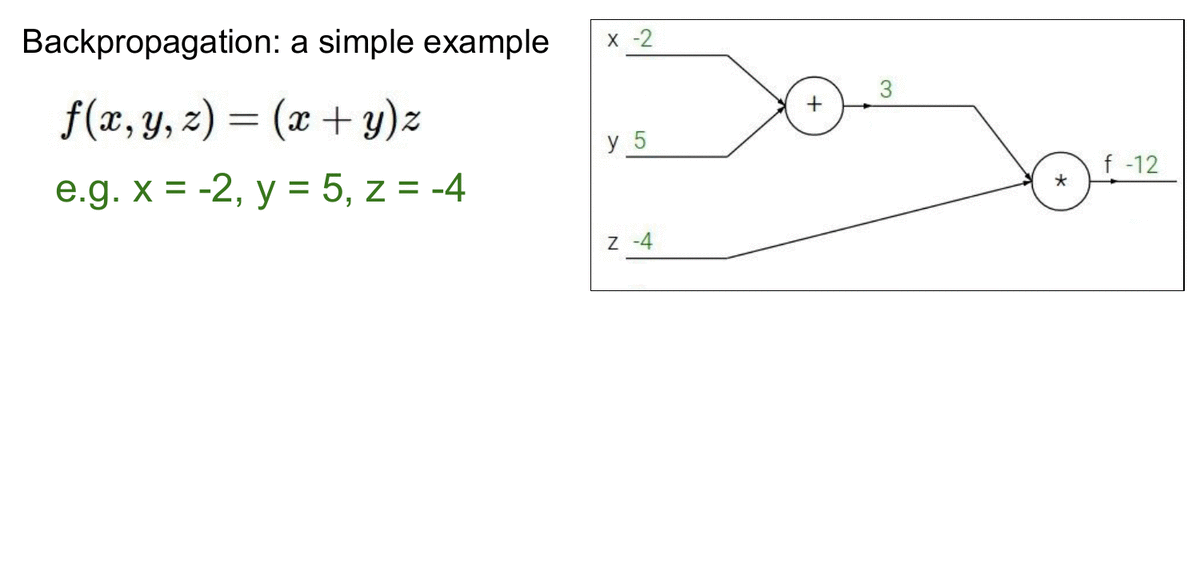 Backpropagation: a simple example
f(x, y, z) = (x + y)z
e.g. x = -2, y = 5, z = -4
x -2
+
3
y 5
f -12
*
z -4